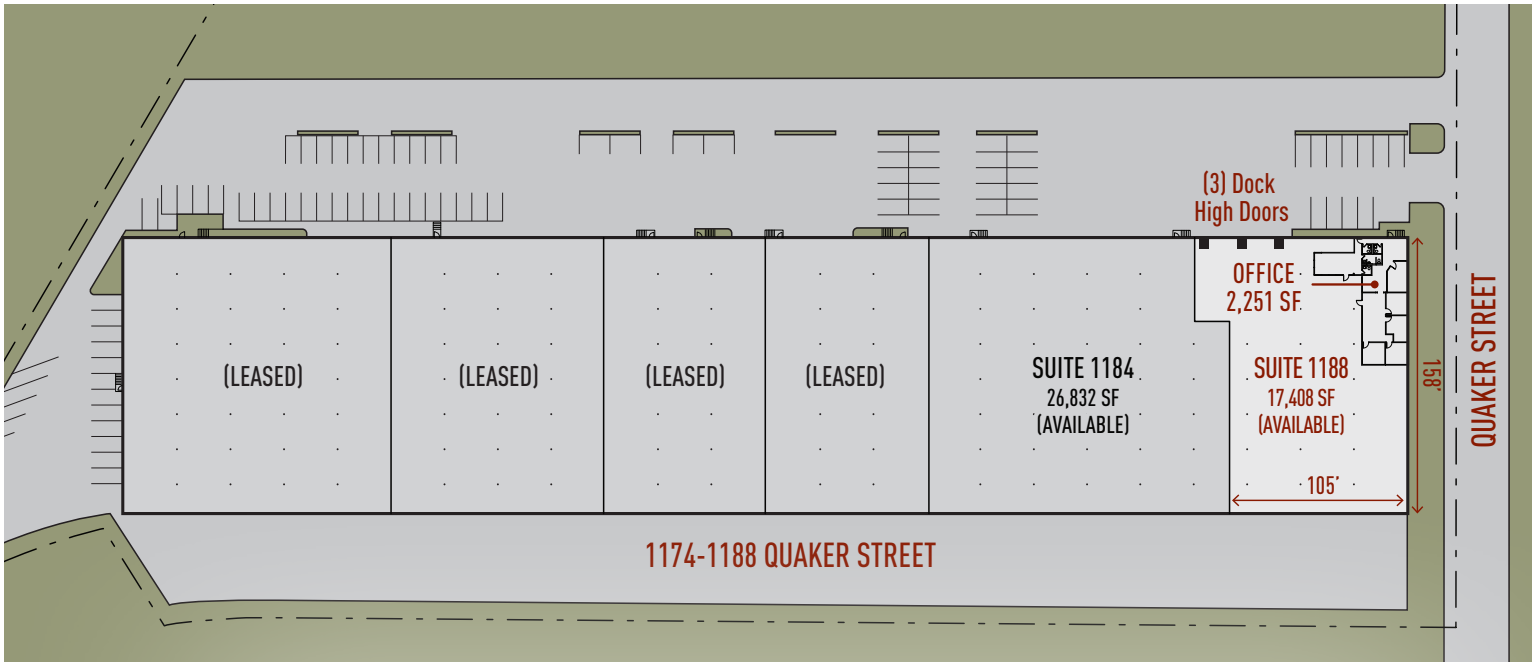 (3) Dock
High Doors
OFFICE
2,251 SF
(LEASED)
(LEASED)
(LEASED)
(LEASED)
SUITE 1184
26,832 SF
(AVAILABLE)
SUITE 1188
17,408 SF
(AVAILABLE)
158'
105'
QUAKER STREET
1174-1188 QUAKER STREET